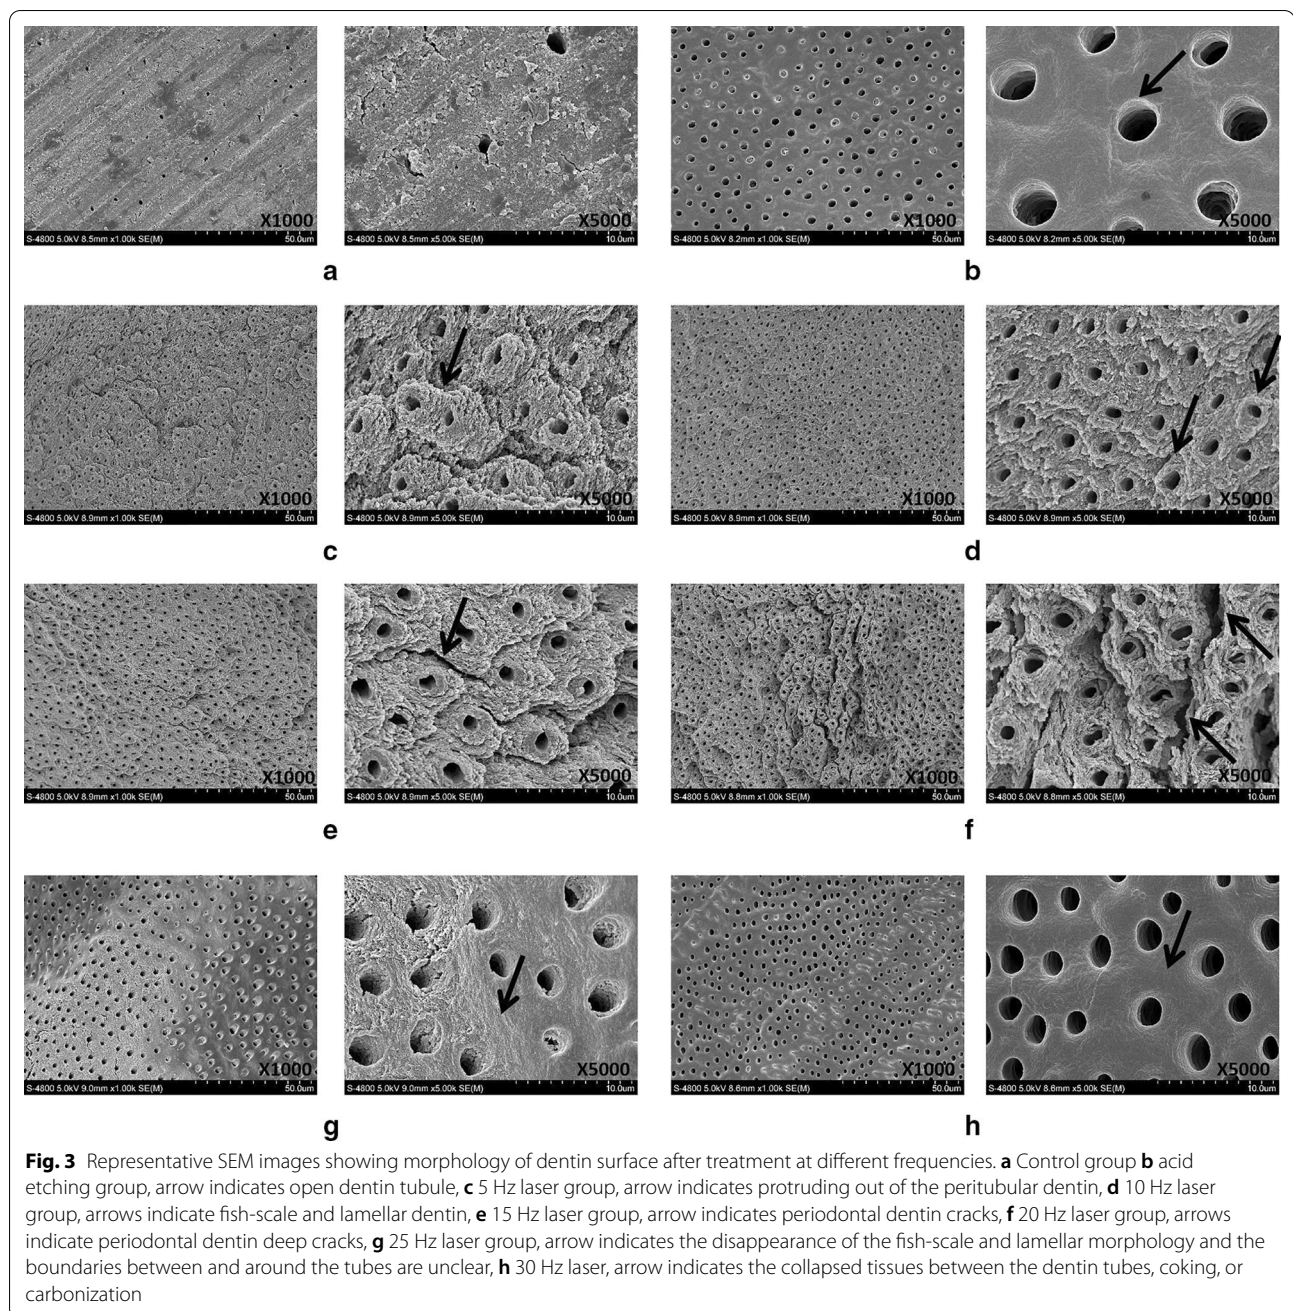 X1000
S-4800 5.0kV 8.5mm x1.00k SE(M) 50.0um
X5000
S-4800 5.0kV 8.5mm x5.00k SE(M) 10.0um
a
X1000
S-4800 5.0kV 8.2mm x1.00k SE(M) 50.0um
X5000
S-4800 5.0kV 8.2mm x5.00k SE(M) 10.0um
b
X1000
S-4800 5.0kV 8.9mm x1.00k SE(M) 50.0um
X5000
S-4800 5.0kV 8.9mm x5.00k SE(M) 10.0um
c
X1000
S-4800 5.0kV 8.9mm x1.00k SE(M) 50.0um
X5000
S-4800 5.0kV 8.9mm x5.00k SE(M) 10.0um
d
X1000
S-4800 5.0kV 8.9mm x1.00k SE(M) 50.0um
X5000
S-4800 5.0kV 8.9mm x5.00k SE(M) 10.0um
e
X1000
S-4800 5.0kV 8.8mm x1.00k SE(M) 50.0um
X5000
S-4800 5.0kV 8.8mm x5.00k SE(M) 10.0um
f
X1000
S-4800 5.0kV 9.0mm x1.00k SE(M) 50.0um
X5000
S-4800 5.0kV 9.0mm x5.00k SE(M) 10.0um
g
X1000
S-4800 5.0kV 8.6mm x1.00k SE(M) 50.0um
X5000
S-4800 5.0kV 8.6mm x5.00k SE(M) 10.0um
h
Fig. 3 Representative SEM images showing morphology of dentin surface after treatment at different frequencies. a Control group b acid
etching group, arrow indicates open dentin tubule, c 5 Hz laser group, arrow indicates protruding out of the peritubular dentin, d 10 Hz laser
group, arrows indicate fish-scale and lamellar dentin, e 15 Hz laser group, arrow indicates periodontal dentin cracks, f 20 Hz laser group, arrows
indicate periodontal dentin deep cracks, g 25 Hz laser group, arrow indicates the disappearance of the fish-scale and lamellar morphology and the
boundaries between and around the tubes are unclear, h 30 Hz laser, arrow indicates the collapsed tissues between the dentin tubes, coking, or
carbonization